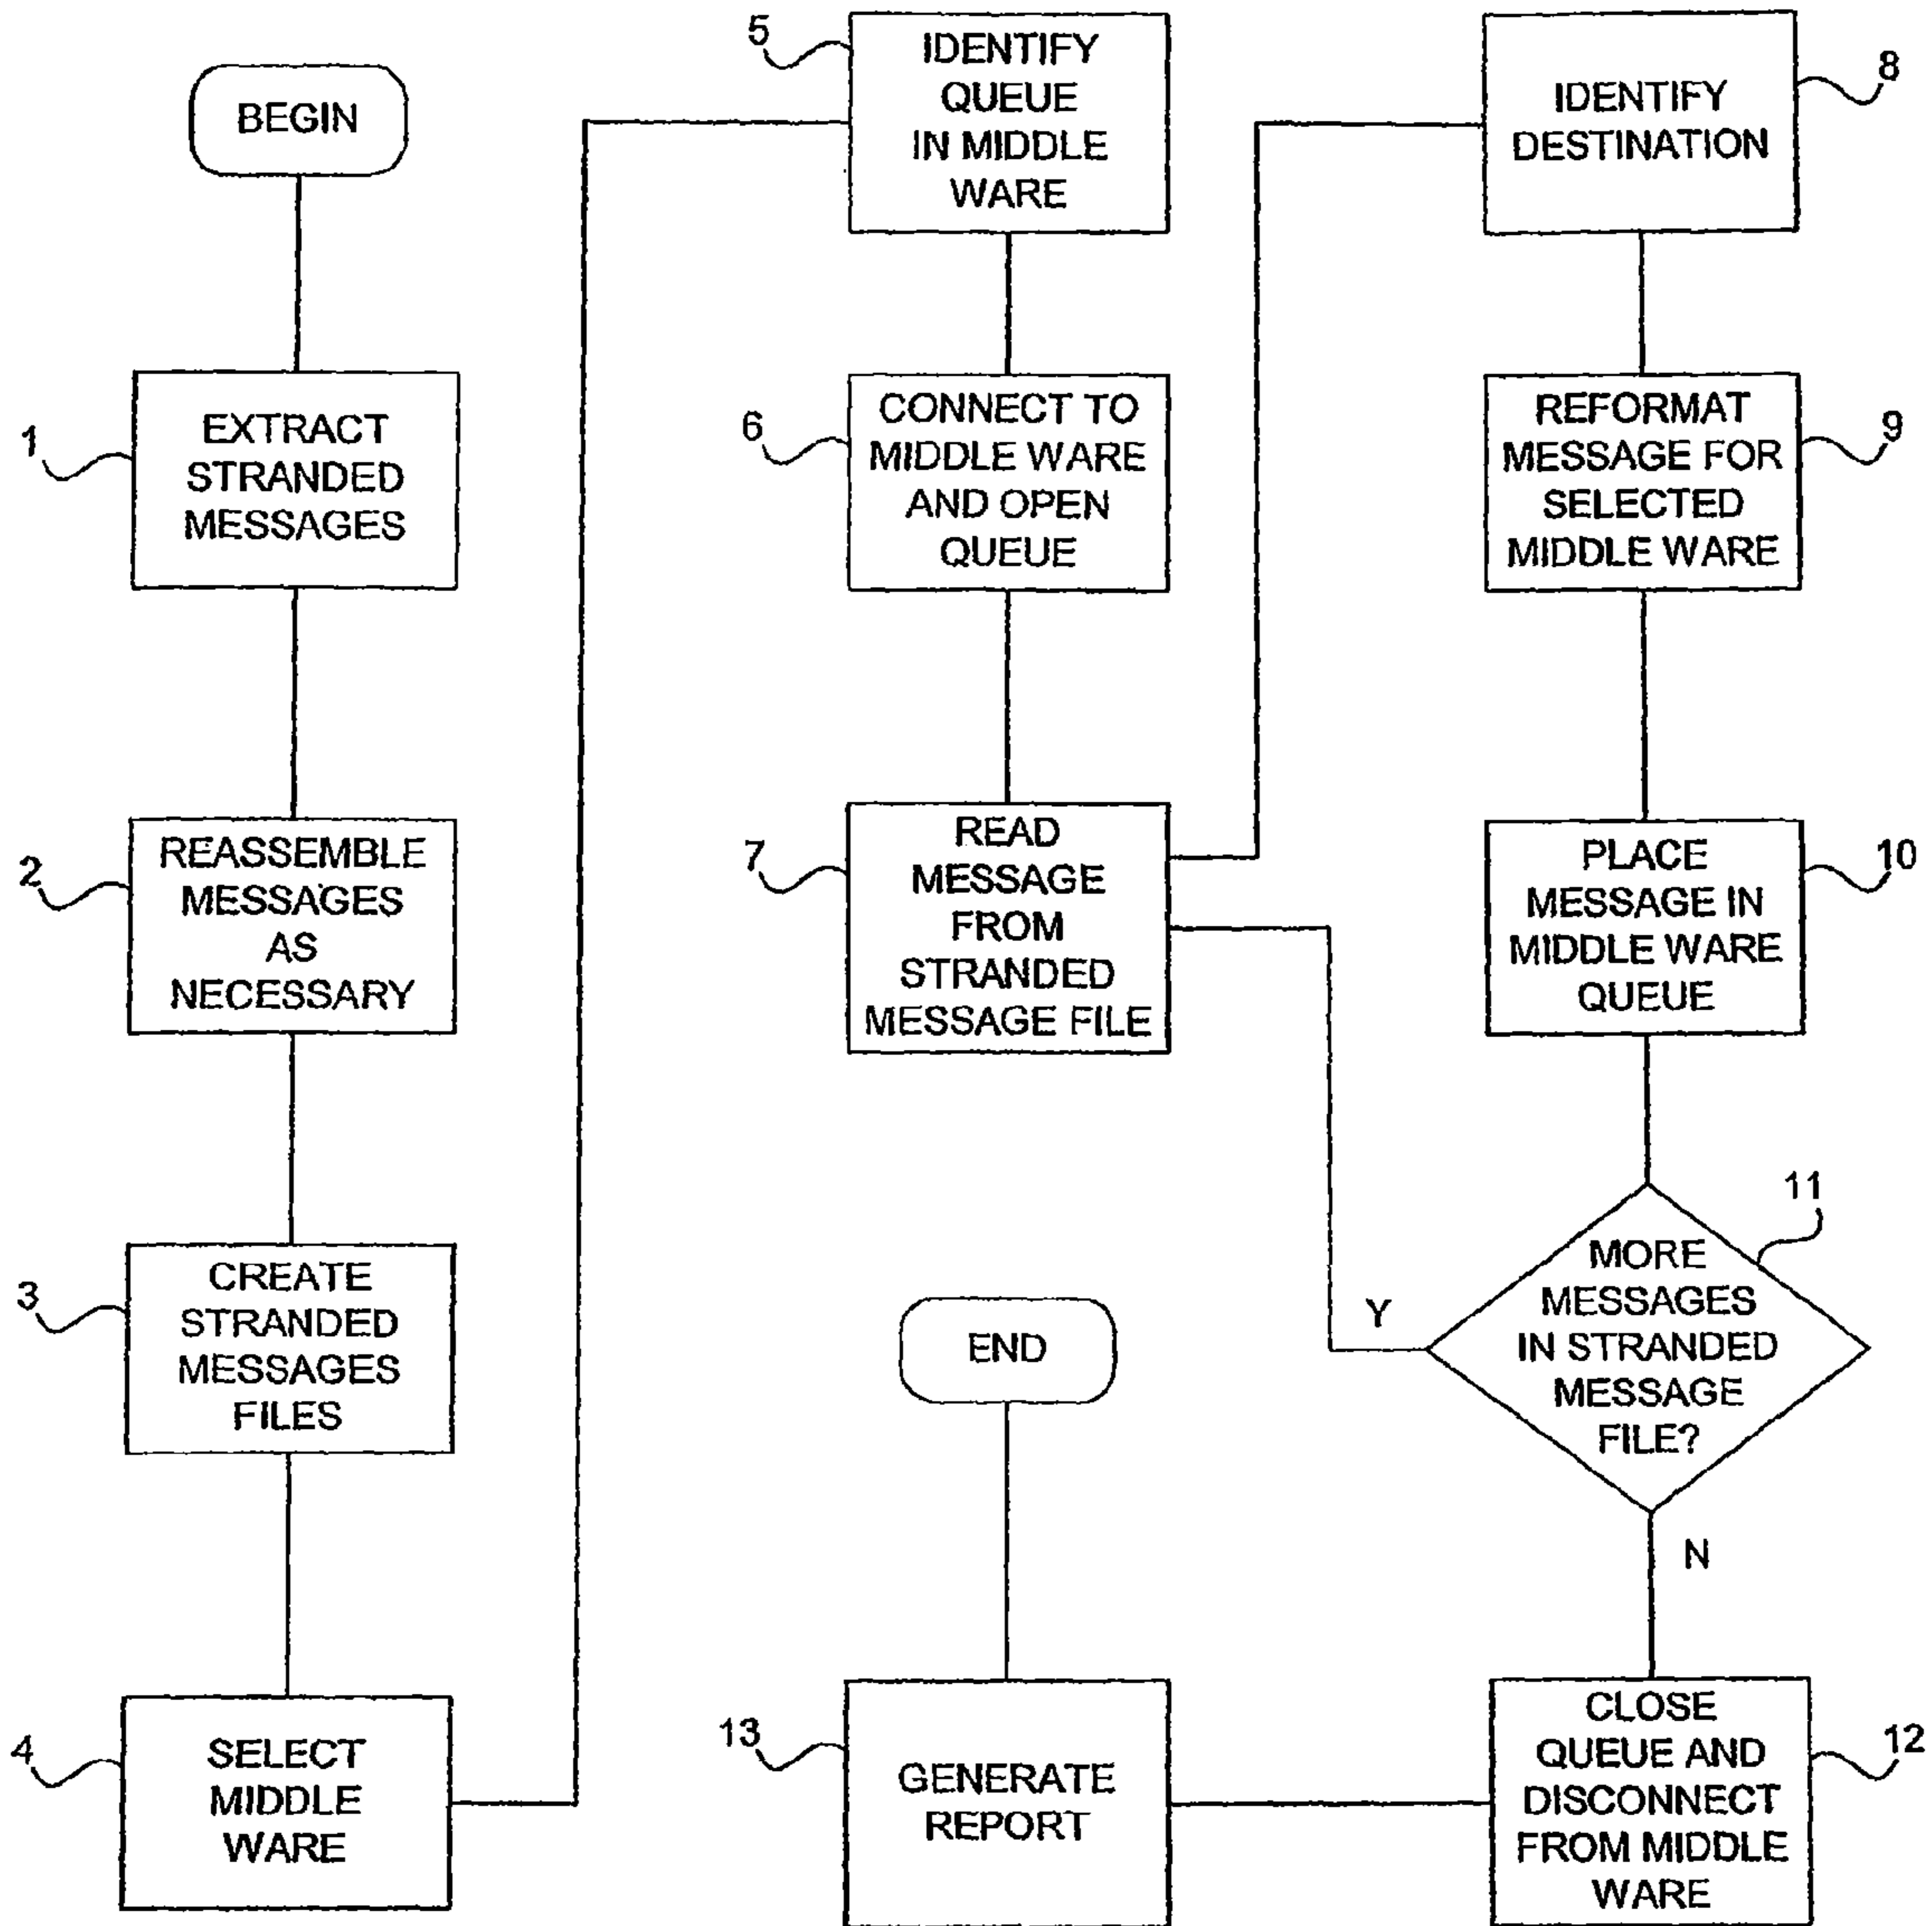 BEGIN
1
EXTRACT
STRANDED
MESSAGES
2
REASSEMBLE
MESSAGES
AS
NECESSARY
3
CREATE
STRANDED
MESSAGES
FILES
4
SELECT
MIDDLE
WARE
5
IDENTIFY
QUEUE
IN MIDDLE
WARE
6
CONNECT TO
MIDDLE WARE
AND OPEN
QUEUE
7
READ
MESSAGE
FROM
STRANDED
MESSAGE FILE
8
IDENTIFY
DESTINATION
9
REFORMAT
MESSAGE FOR
SELECTED
MIDDLE WARE
10
PLACE
MESSAGE IN
MIDDLE WARE
QUEUE
11
MORE
MESSAGES
IN STRANDED
MESSAGE
FILE?
Y
N
12
CLOSE
QUEUE AND
DISCONNECT
FROM MIDDLE
WARE
13
GENERATE
REPORT
END